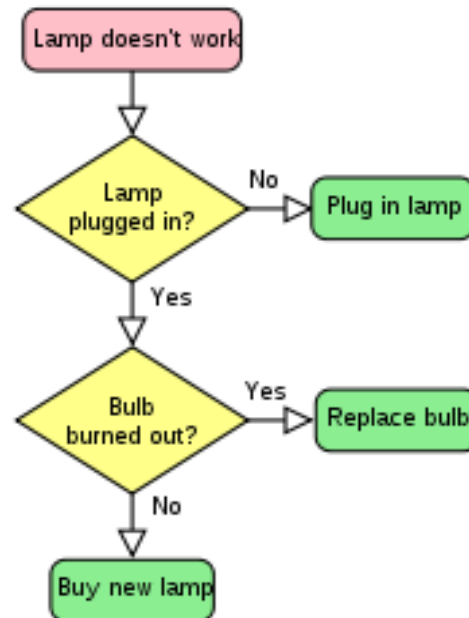 Lamp doesn't work
Lamp
plugged in?
No
Plug in lamp
Yes
Bulb
burned out?
Yes
Replace bulb
No
Buy new lamp